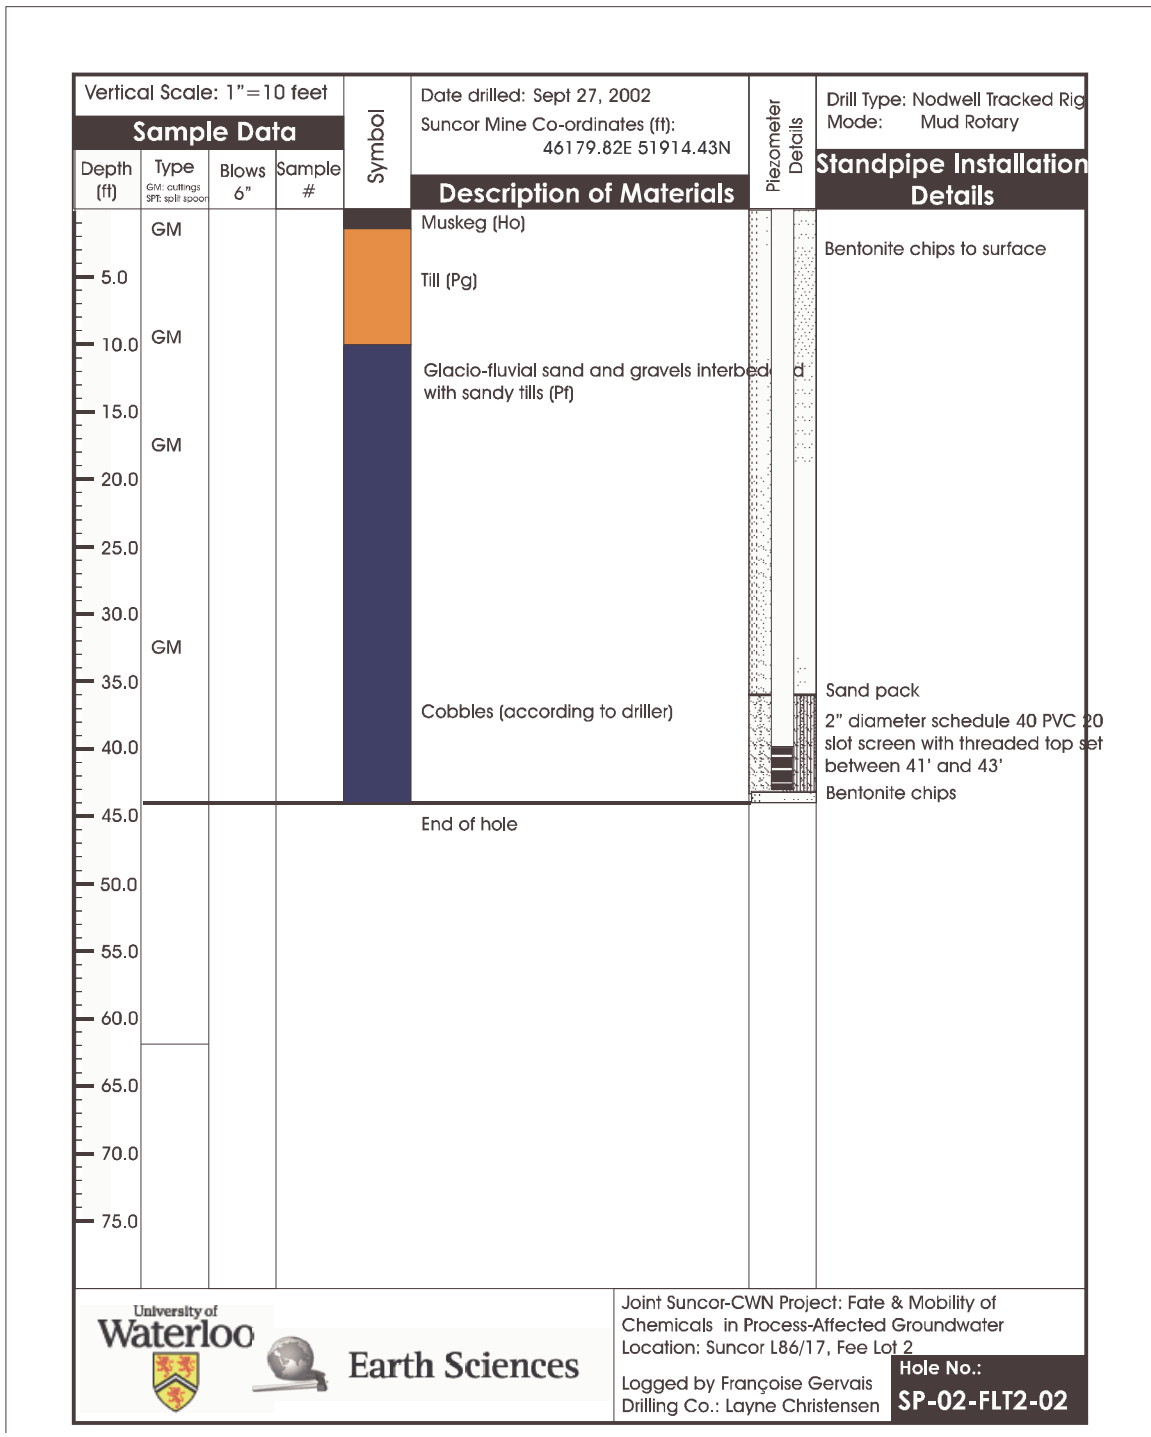 Vertical Scale: 1”=10 feet
Sample Data
Depth (ft)
Type
GM: cuttings
SPT: split spoon
Blows 6”
Sample #
Symbol
Date drilled: Sept 27, 2002
Suncor Mine Co-ordinates (ft):
46179.82E 51914.43N
Description of Materials
Piezometer Details
Drill Type: Nodwell Tracked Rig
Mode: Mud Rotary
Standpipe Installation
Details
GM
Muskeg (Ho)
Bentonite chips to surface
5.0
Till (Pg)
GM
10.0
Glacio-fluvial sand and gravels interbeded d
with sandy tills (Pf)
15.0
GM
20.0
25.0
30.0
GM
35.0
Sand pack
Cobbles (according to driller)
2” diameter schedule 40 PVC 20
slot screen with threaded top set
between 41’ and 43’
40.0
Bentonite chips
45.0
End of hole
50.0
55.0
60.0
65.0
70.0
75.0
University of
Waterloo
Earth Sciences
Joint Suncor-CWN Project: Fate & Mobility of
Chemicals in Process-Affected Groundwater
Location: Suncor L86/17, Fee Lot 2
Logged by Françoise Gervais
Drilling Co.: Layne Christensen
Hole No.:
SP-02-FLT2-02